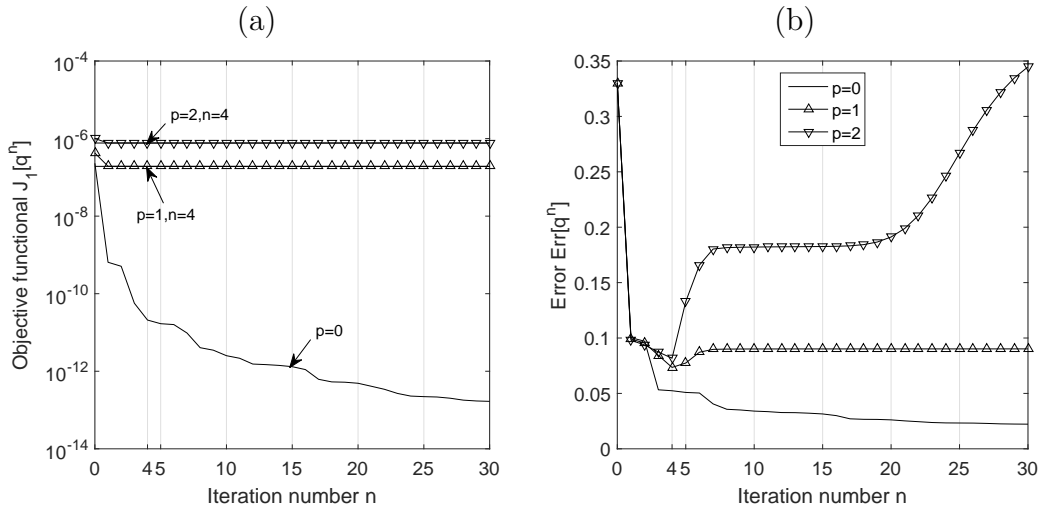 (a)
10^-4
10^-6
10^-8
10^-10
10^-12
10^-14
Objective functional J_1[q^n]
p=2,n=4
p=1,n=4
p=0
0 4 5 10 15 20 25 30
Iteration number n
(b)
0.35
0.3
0.25
0.2
0.15
0.1
0.05
0
Error Err[q^n]
p=0
p=1
p=2
0 4 5 10 15 20 25 30
Iteration number n